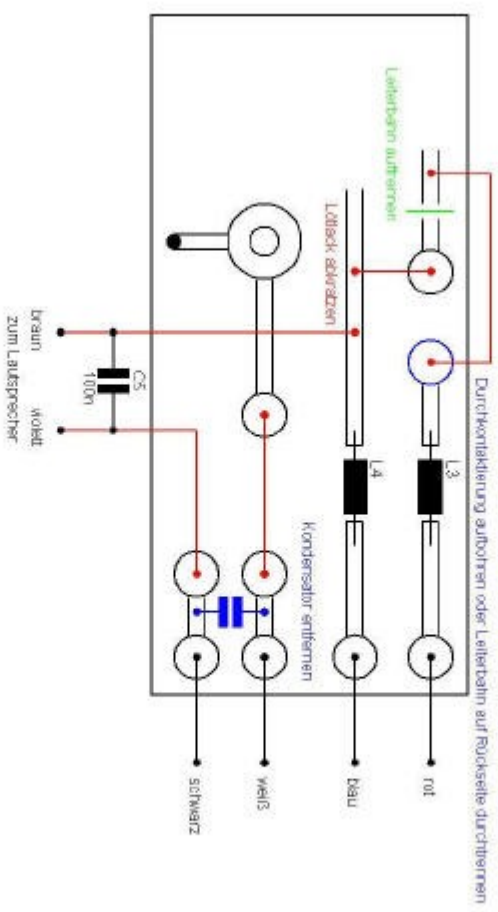 Durchkontaktierung aufbohren oder Leiterbahn auf Rückseite durchtrennen
Leiterbahn auftrennen
L3
rot
Lötlack abkratzen
L4
blau
Kondensator entfernen
weiß
schwarz
C5
100n
braun
violett
zum Lautsprecher